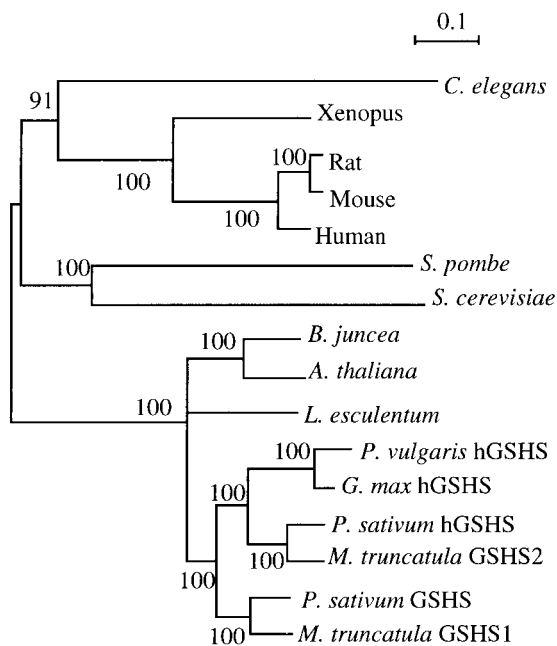 0.1
91
C. elegans
Xenopus
100
Rat
100
Mouse
100
Human
100
S. pombe
S. cerevisiae
100
B. juncea
A. thaliana
100
L. esculentum
100
P. vulgaris hGSHS
G. max hGSHS
100
P. sativum hGSHS
100
M. truncatula GSHS2
100
P. sativum GSHS
100
M. truncatula GSHS1